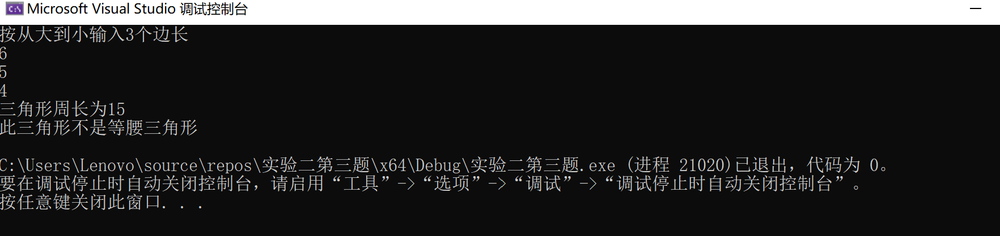 Microsoft Visual Studio 调试控制台
按从大到小输入3个边长
6
5
4
三角形周长为15
此三角形不是等腰三角形
C:\Users\Lenovo\source\repos\实验二第三题\x64\Debug\实验二第三题.exe (进程 21020)已退出，代码为 0。
要在调试停止时自动关闭控制台，请启用“工具”->“选项”->“调试”->“调试停止时自动关闭控制台”。
按任意键关闭此窗口. . .